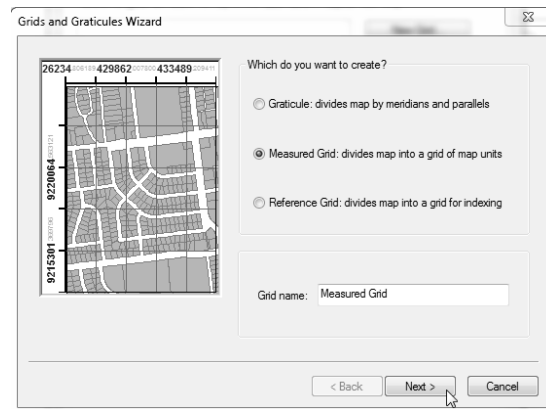 Grids and Graticules Wizard
26234 429862 433489
9220064
9215301
Which do you want to create?
Graticule: divides map by meridians and parallels
Measured Grid: divides map into a grid of map units
Reference Grid: divides map into a grid for indexing
Grid name: Measured Grid
< Back Next > Cancel